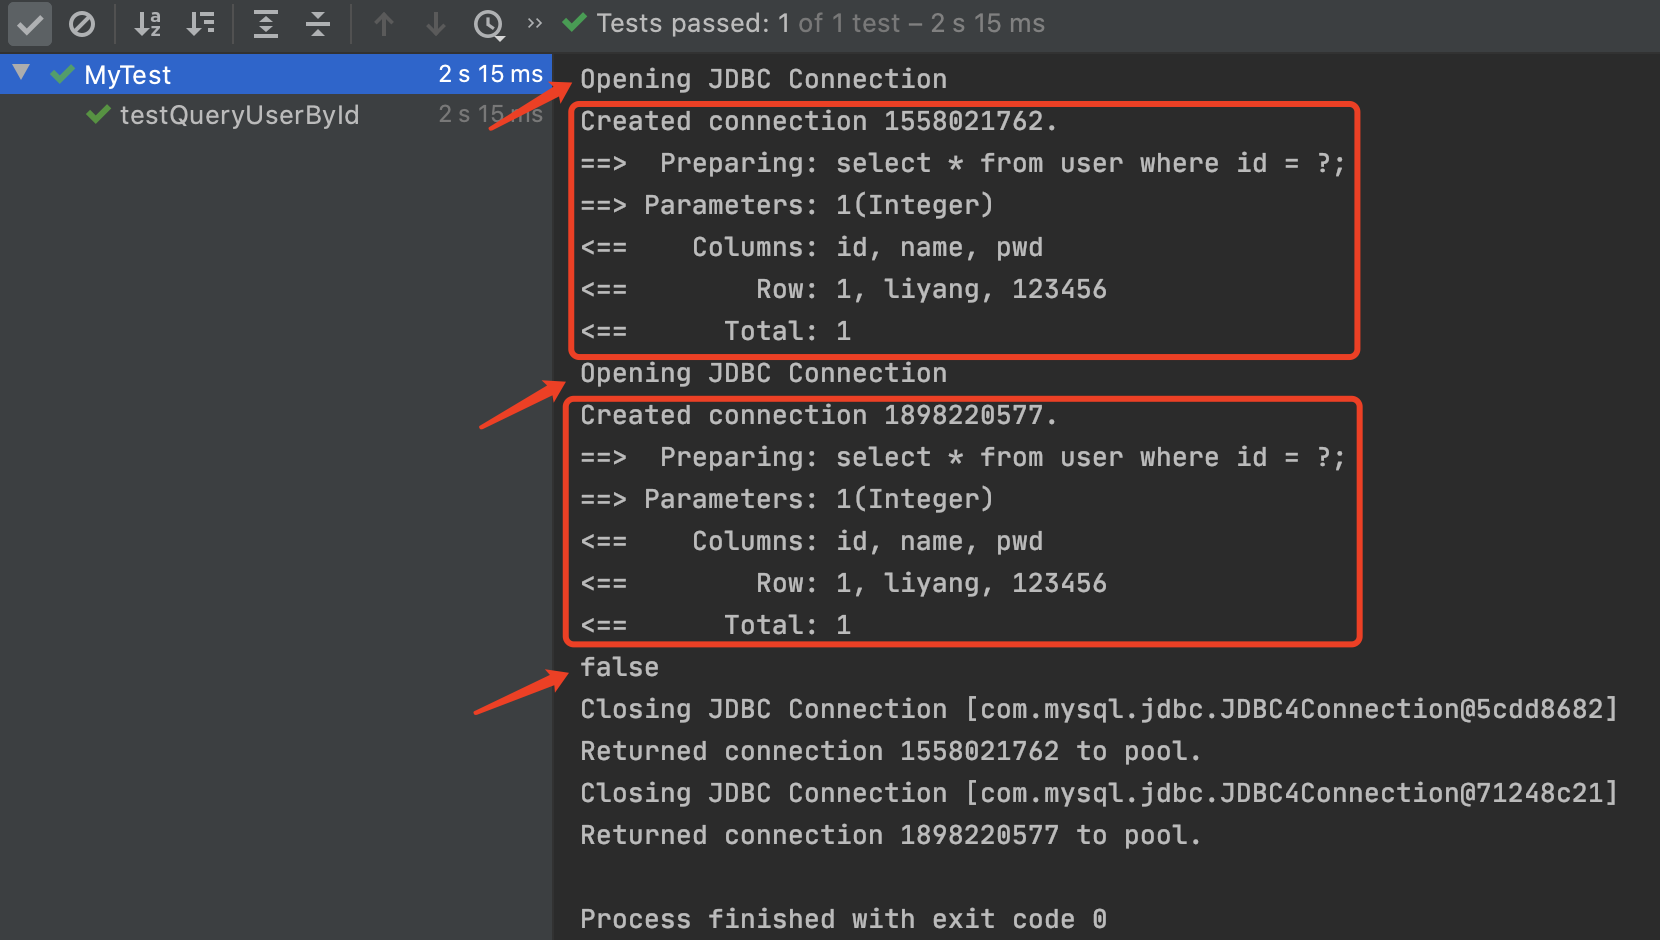 Tests passed: 1 of 1 test – 2 s 15 ms
MyTest 2 s 15 ms
testQueryUserById 2 s 15 ms
Opening JDBC Connection
Created connection 1558021762.
==>  Preparing: select * from user where id = ?;
==> Parameters: 1(Integer)
<==    Columns: id, name, pwd
<==        Row: 1, liyang, 123456
<==      Total: 1
Opening JDBC Connection
Created connection 1898220577.
==>  Preparing: select * from user where id = ?;
==> Parameters: 1(Integer)
<==    Columns: id, name, pwd
<==        Row: 1, liyang, 123456
<==      Total: 1
false
Closing JDBC Connection [com.mysql.jdbc.JDBC4Connection@5cdd8682]
Returned connection 1558021762 to pool.
Closing JDBC Connection [com.mysql.jdbc.JDBC4Connection@71248c21]
Returned connection 1898220577 to pool.
Process finished with exit code 0